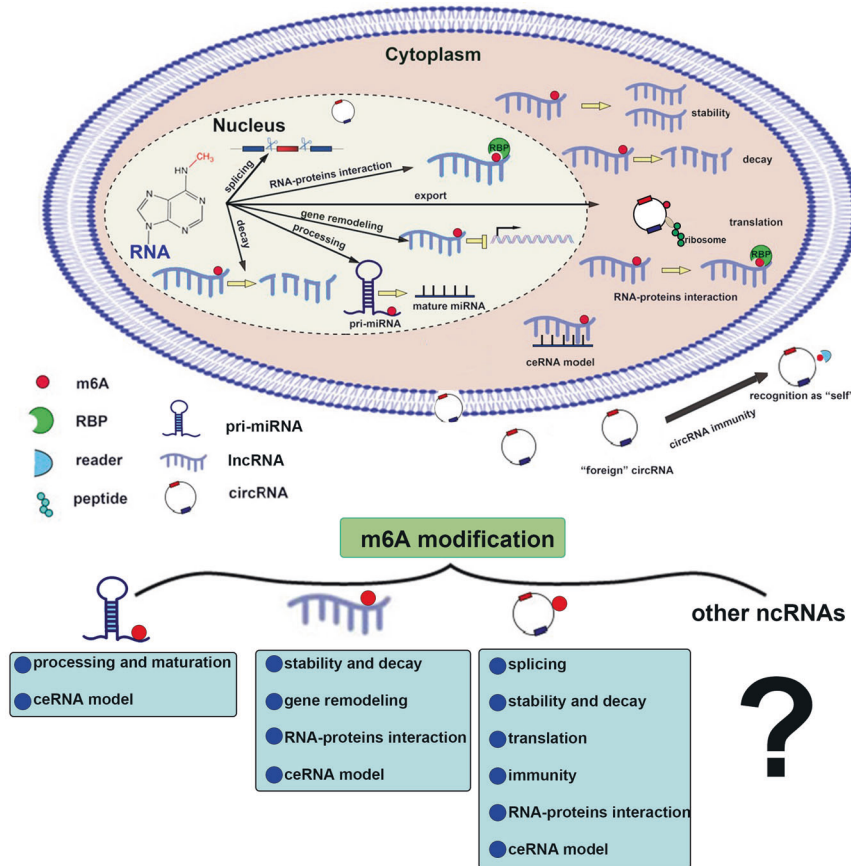 Cytoplasm
stability
Nucleus
RBP
CH₃
HN
splicing
RNA-proteins interaction
decay
export
N
N
N
N
gene remodeling
translation
processing
ribosome
RNA
decay
RBP
mature miRNA
RNA-proteins interaction
pri-miRNA
ceRNA model
m6A
recognition as “self”
RBP
pri-miRNA
circRNA immunity
reader
lncRNA
“foreign” circRNA
peptide
circRNA
m6A modification
other ncRNAs
processing and maturation
ceRNA model
stability and decay
gene remodeling
RNA-proteins interaction
ceRNA model
splicing
stability and decay
translation
immunity
RNA-proteins interaction
ceRNA model
?